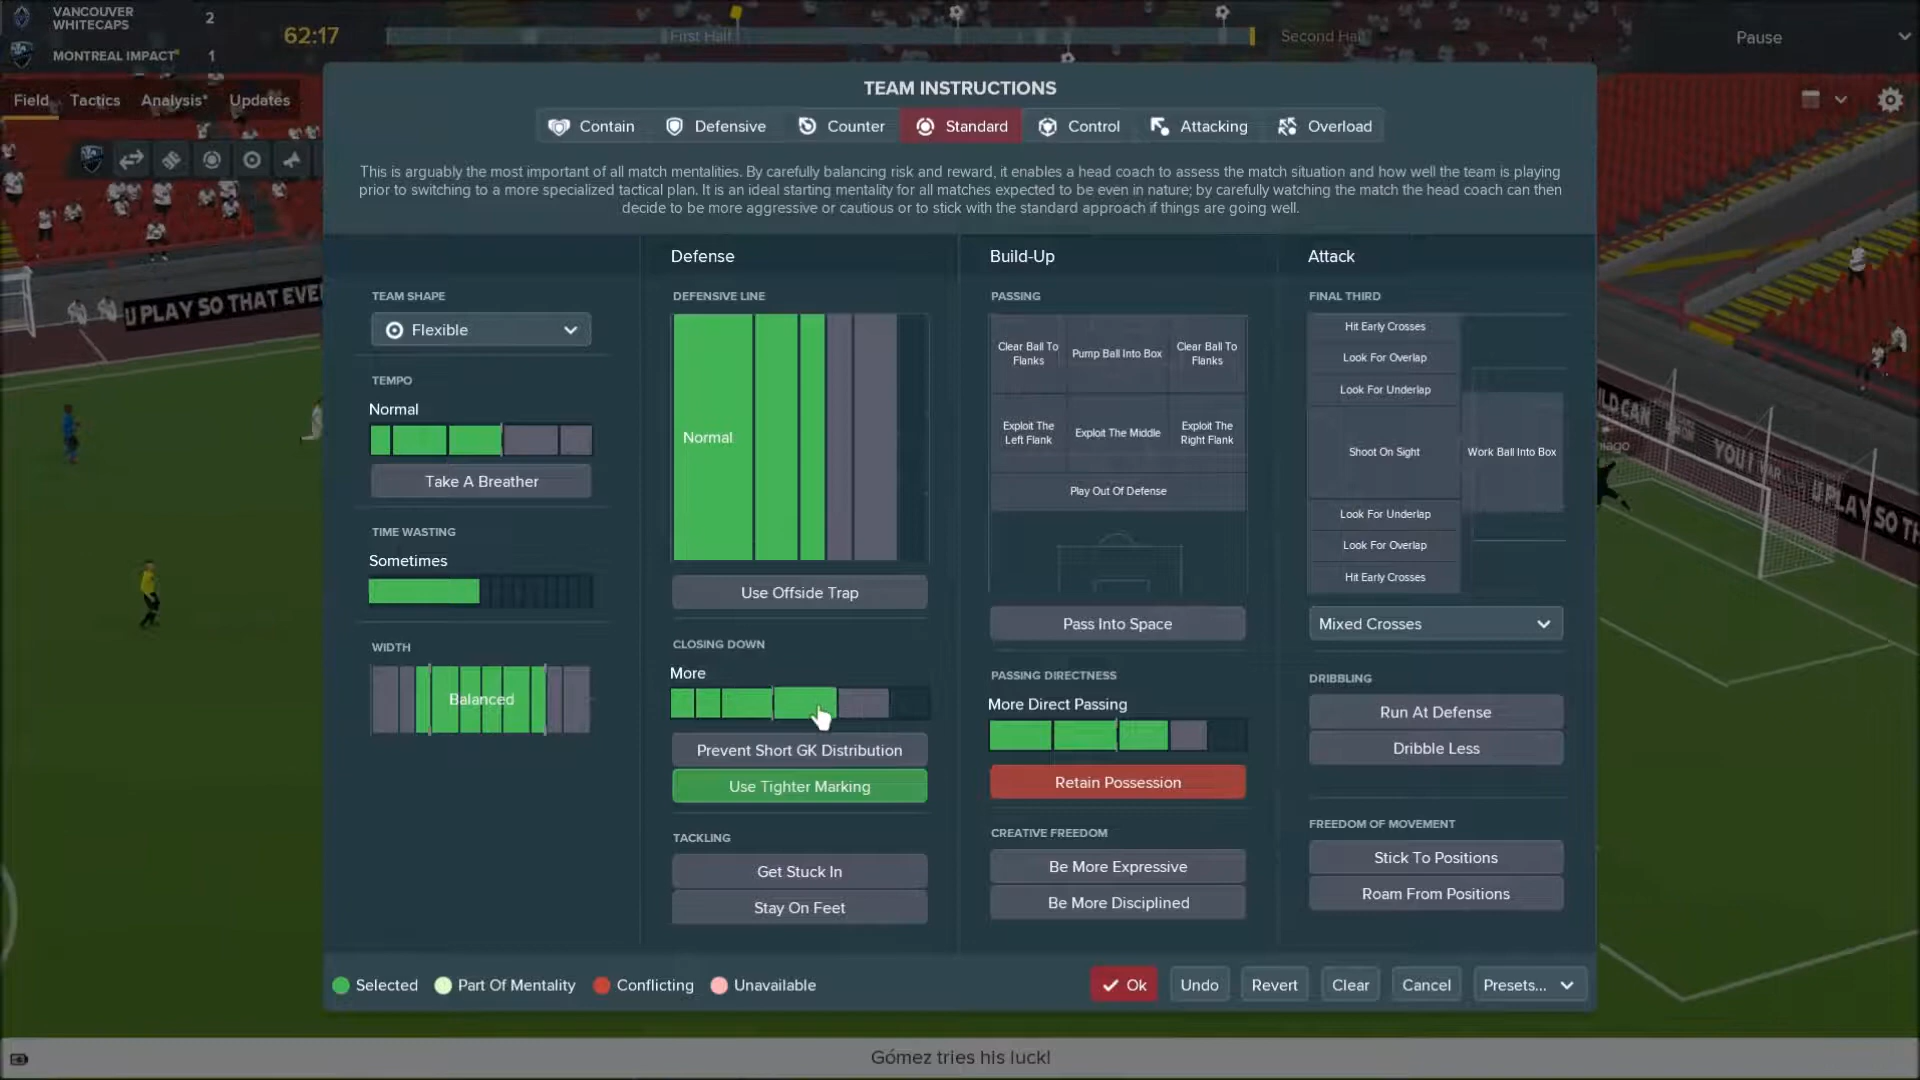 VANCOUVER
WHITECAPS
2
MONTREAL IMPACT*
1
62:17
First Half
Second Half
Pause
Field
Tactics
Analysis*
Updates
U PLAY SO THAT EVE
TEAM INSTRUCTIONS
Contain
Defensive
Counter
Standard
Control
Attacking
Overload
This is arguably the most important of all match mentalities. By carefully balancing risk and reward, it enables a head coach to assess the match situation and how well the team is playing
prior to switching to a more specialized tactical plan. It is an ideal starting mentality for all matches expected to be even in nature; by carefully watching the match the head coach can then
decide to be more aggressive or cautious or to stick with the standard approach if things are going well.
TEAM SHAPE
Flexible
TEMPO
Normal
Take A Breather
TIME WASTING
Sometimes
WIDTH
Balanced
Defense
DEFENSIVE LINE
Normal
Use Offside Trap
CLOSING DOWN
More
Prevent Short GK Distribution
Use Tighter Marking
TACKLING
Get Stuck In
Stay On Feet
Build-Up
PASSING
Clear Ball To
Flanks
Pump Ball Into Box
Clear Ball To
Flanks
Exploit The
Left Flank
Exploit The Middle
Exploit The
Right Flank
Play Out Of Defense
Pass Into Space
PASSING DIRECTNESS
More Direct Passing
Retain Possession
CREATIVE FREEDOM
Be More Expressive
Be More Disciplined
Attack
FINAL THIRD
Hit Early Crosses
Look For Overlap
Look For Underlap
Shoot On Sight
Work Ball Into Box
Look For Underlap
Look For Overlap
Hit Early Crosses
Mixed Crosses
DRIBBLING
Run At Defense
Dribble Less
FREEDOM OF MOVEMENT
Stick To Positions
Roam From Positions
Selected
Part Of Mentality
Conflicting
Unavailable
Ok
Undo
Revert
Clear
Cancel
Presets...
Gómez tries his luck!